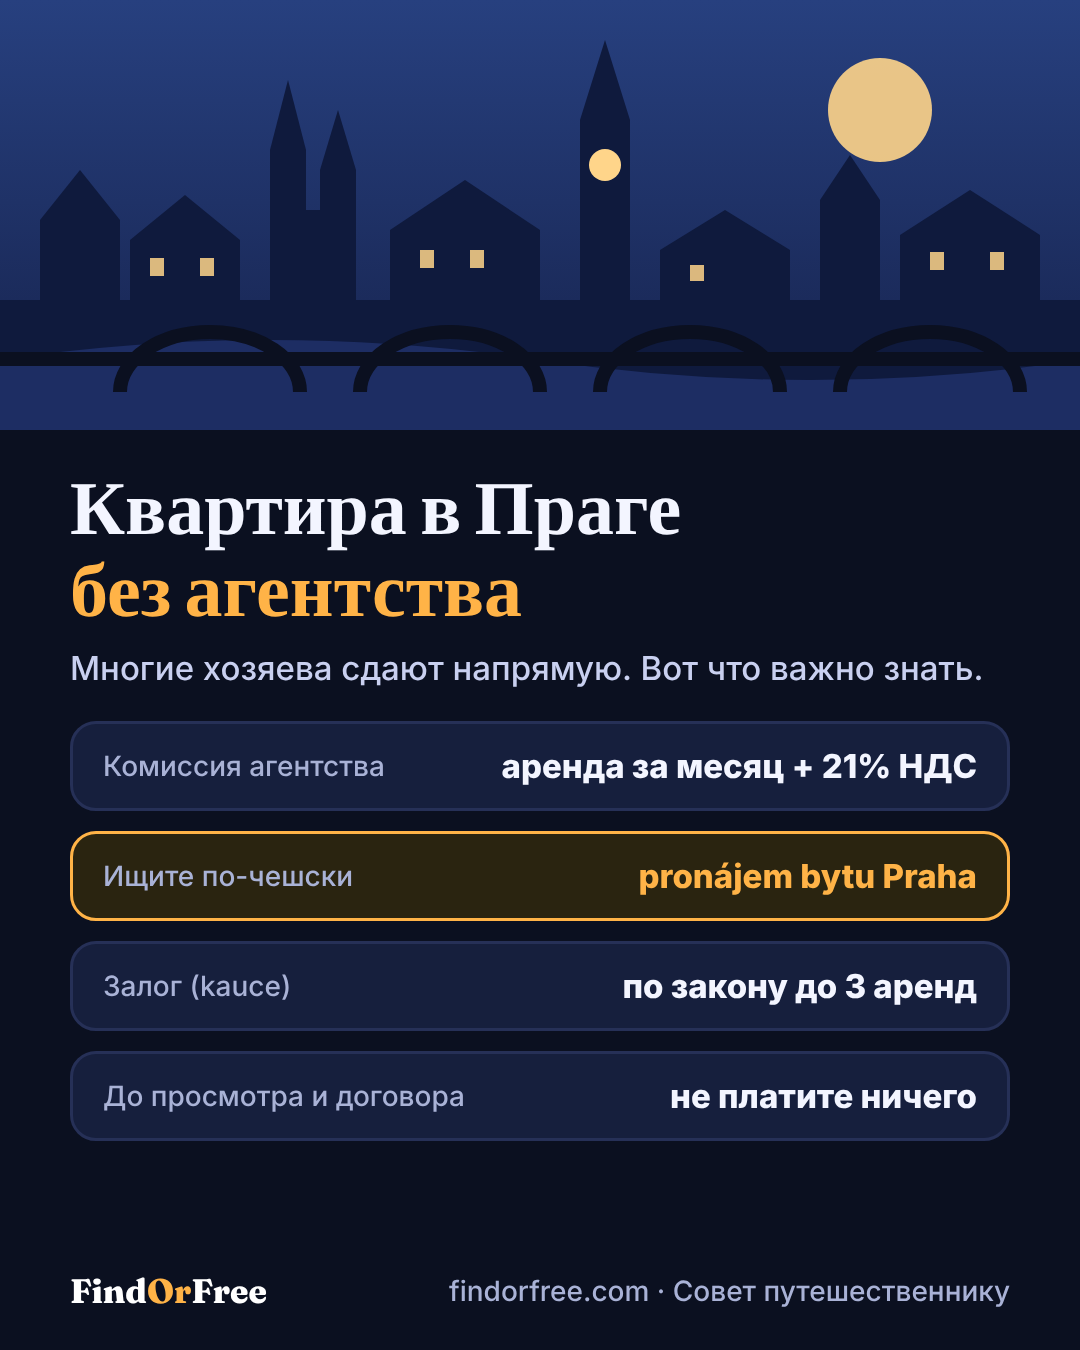 Квартира в Праге
без агентства
Многие хозяева сдают напрямую. Вот что важно знать.
Комиссия агентства аренда за месяц + 21% НДС
Ищите по-чешски pronájem bytu Praha
Залог (kauce) по закону до 3 аренд
До просмотра и договора не платите ничего
FindOrFree findorfree.com · Совет путешественнику